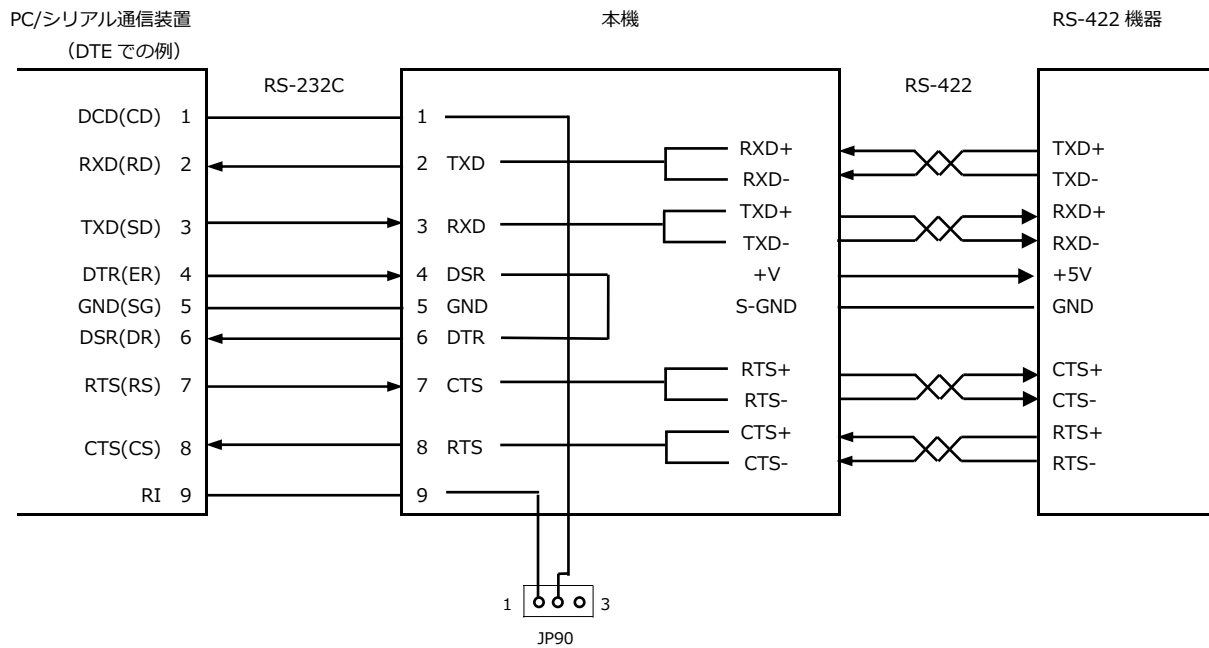 PC/シリアル通信装置
（DTE での例）
本機
RS-422 機器
RS-232C
RS-422
DCD(CD) 1
RXD(RD) 2
TXD(SD) 3
DTR(ER) 4
GND(SG) 5
DSR(DR) 6
RTS(RS) 7
CTS(CS) 8
RI 9
1
2 TXD
3 RXD
4 DSR
5 GND
6 DTR
7 CTS
8 RTS
9
RXD+
RXD-
TXD+
TXD-
+V
S-GND
RTS+
RTS-
CTS+
CTS-
TXD+
TXD-
RXD+
RXD-
+5V
GND
CTS+
CTS-
RTS+
RTS-
1 3
JP90